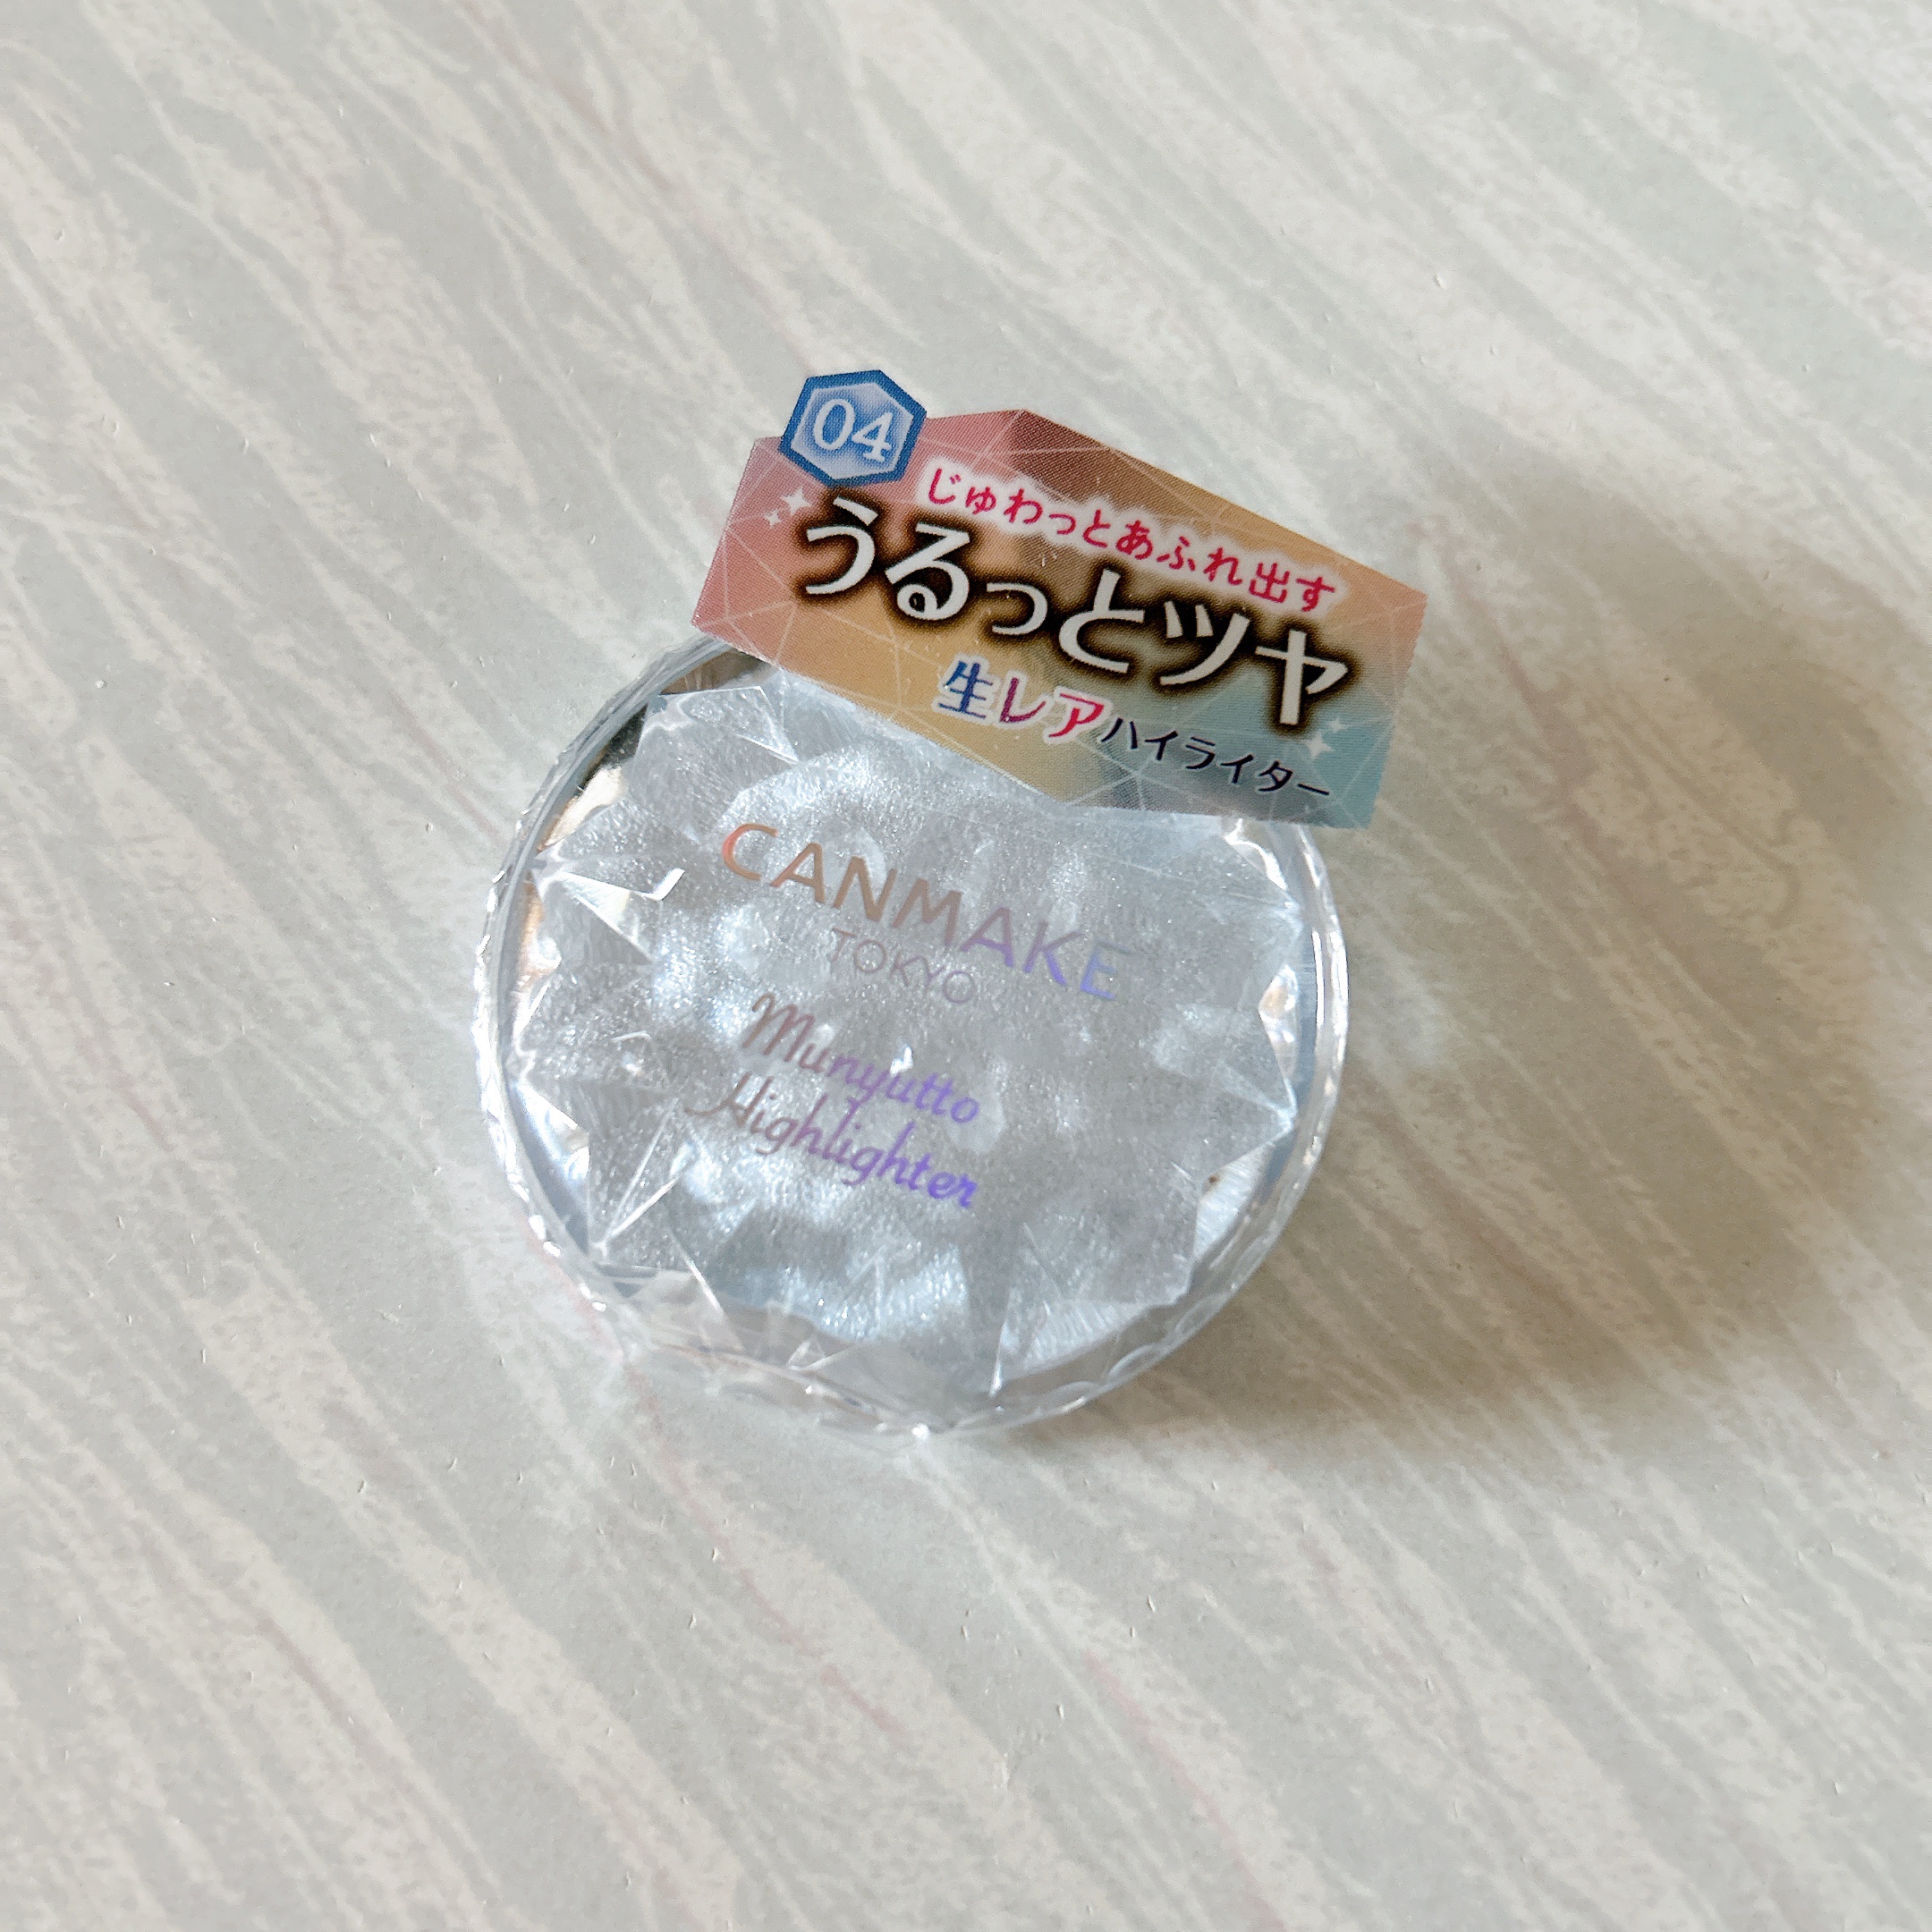 04
じゅわっとあふれ出す
うるっとツヤ
生レアハイライター
CANMAKE
TOKYO
Munyutto
Highlighter